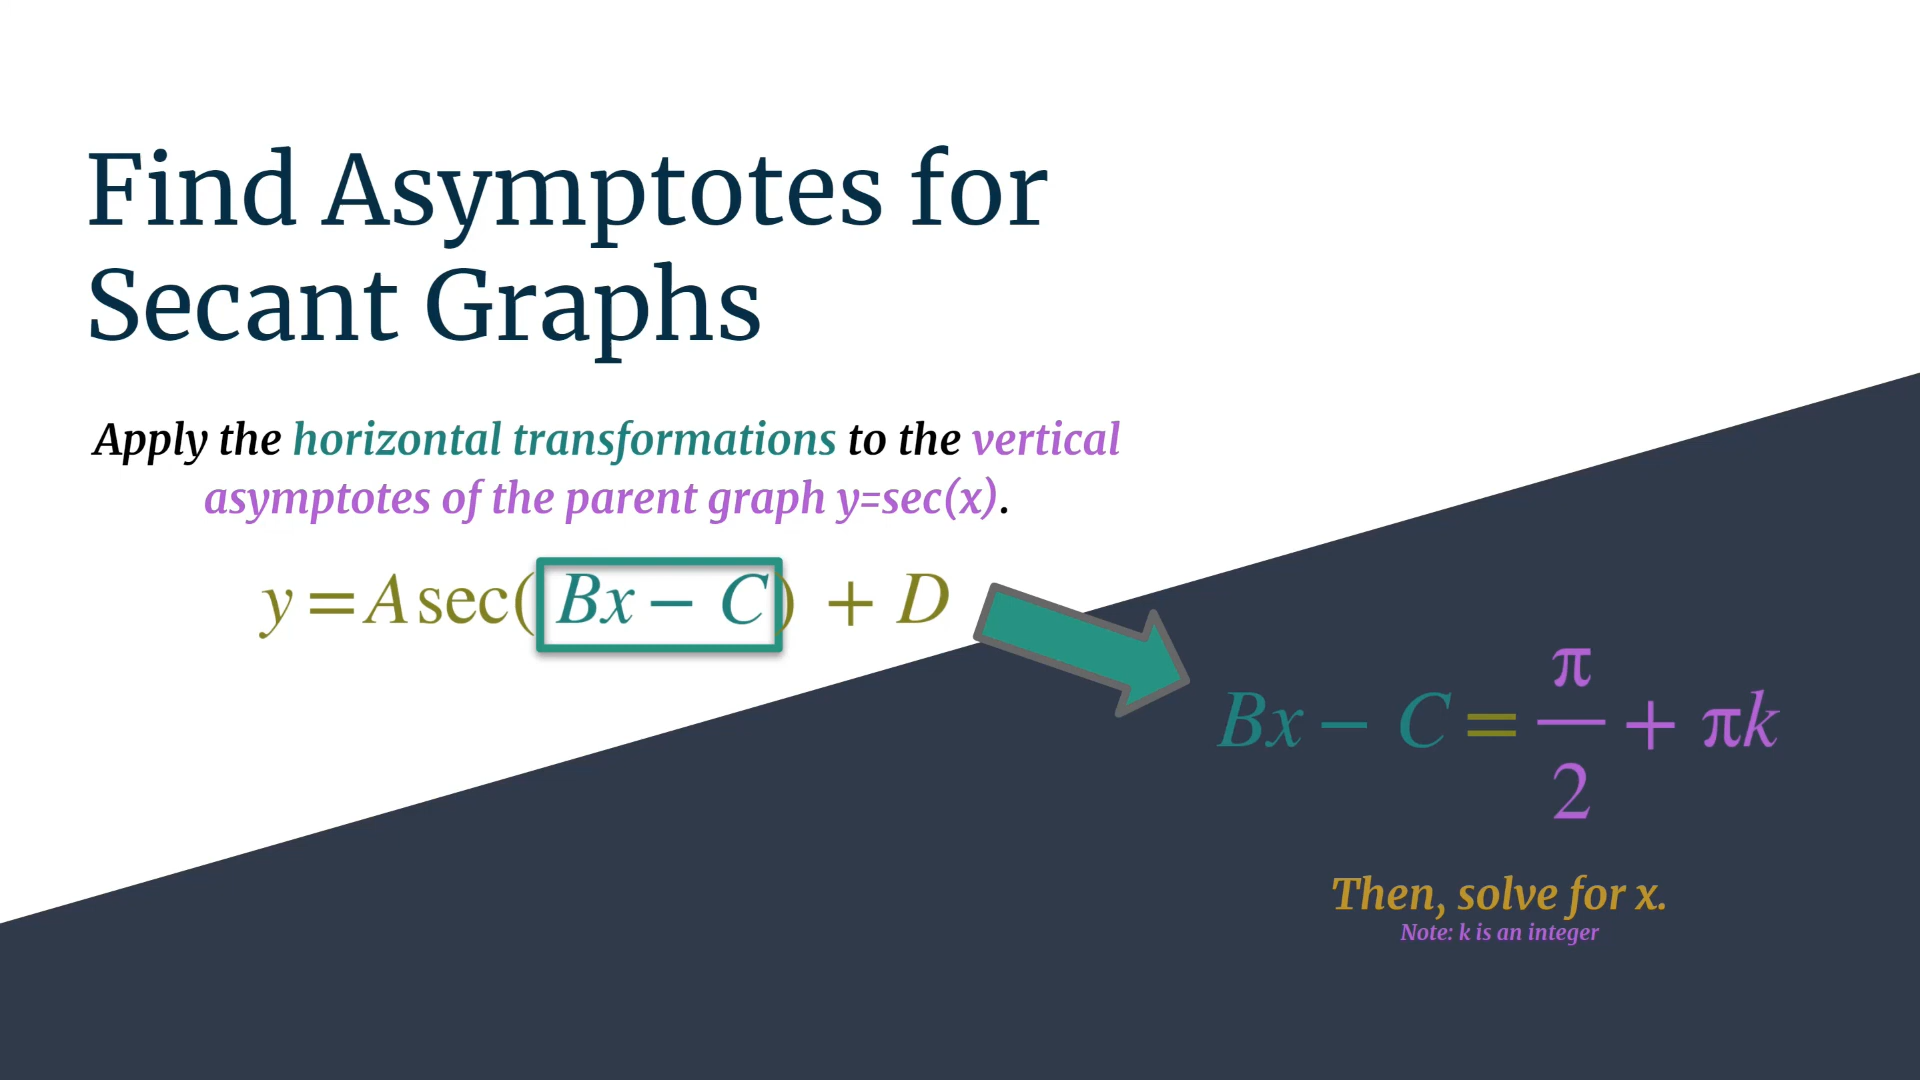 Find Asymptotes for
Secant Graphs
Apply the horizontal transformations to the vertical
asymptotes of the parent graph y=sec(x).
y = A sec( Bx − C ) + D
Bx − C = π/2 + πk
Then, solve for x.
Note: k is an integer